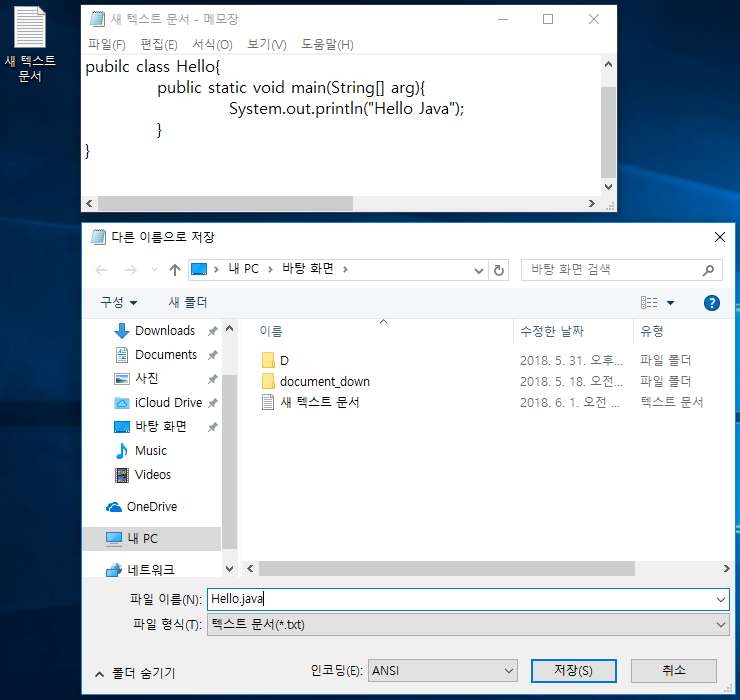 새 텍스트 문서
새 텍스트 문서 - 메모장
파일(F) 편집(E) 서식(O) 보기(V) 도움말(H)
pubilc class Hello{
public static void main(String[] arg){
System.out.println("Hello Java");
}
}
다른 이름으로 저장
내 PC > 바탕 화면 >
바탕 화면 검색
구성 새 폴더
Downloads
Documents
사진
iCloud Drive
바탕 화면
Music
Videos
OneDrive
내 PC
네트워크
이름 수정한 날짜 유형
D 2018. 5. 31. 오후... 파일 폴더
document_down 2018. 5. 18. 오전... 파일 폴더
새 텍스트 문서 2018. 6. 1. 오전 ... 텍스트 문서
파일 이름(N): Hello.java
파일 형식(T): 텍스트 문서(*.txt)
폴더 숨기기 인코딩(E): ANSI 저장(S) 취소